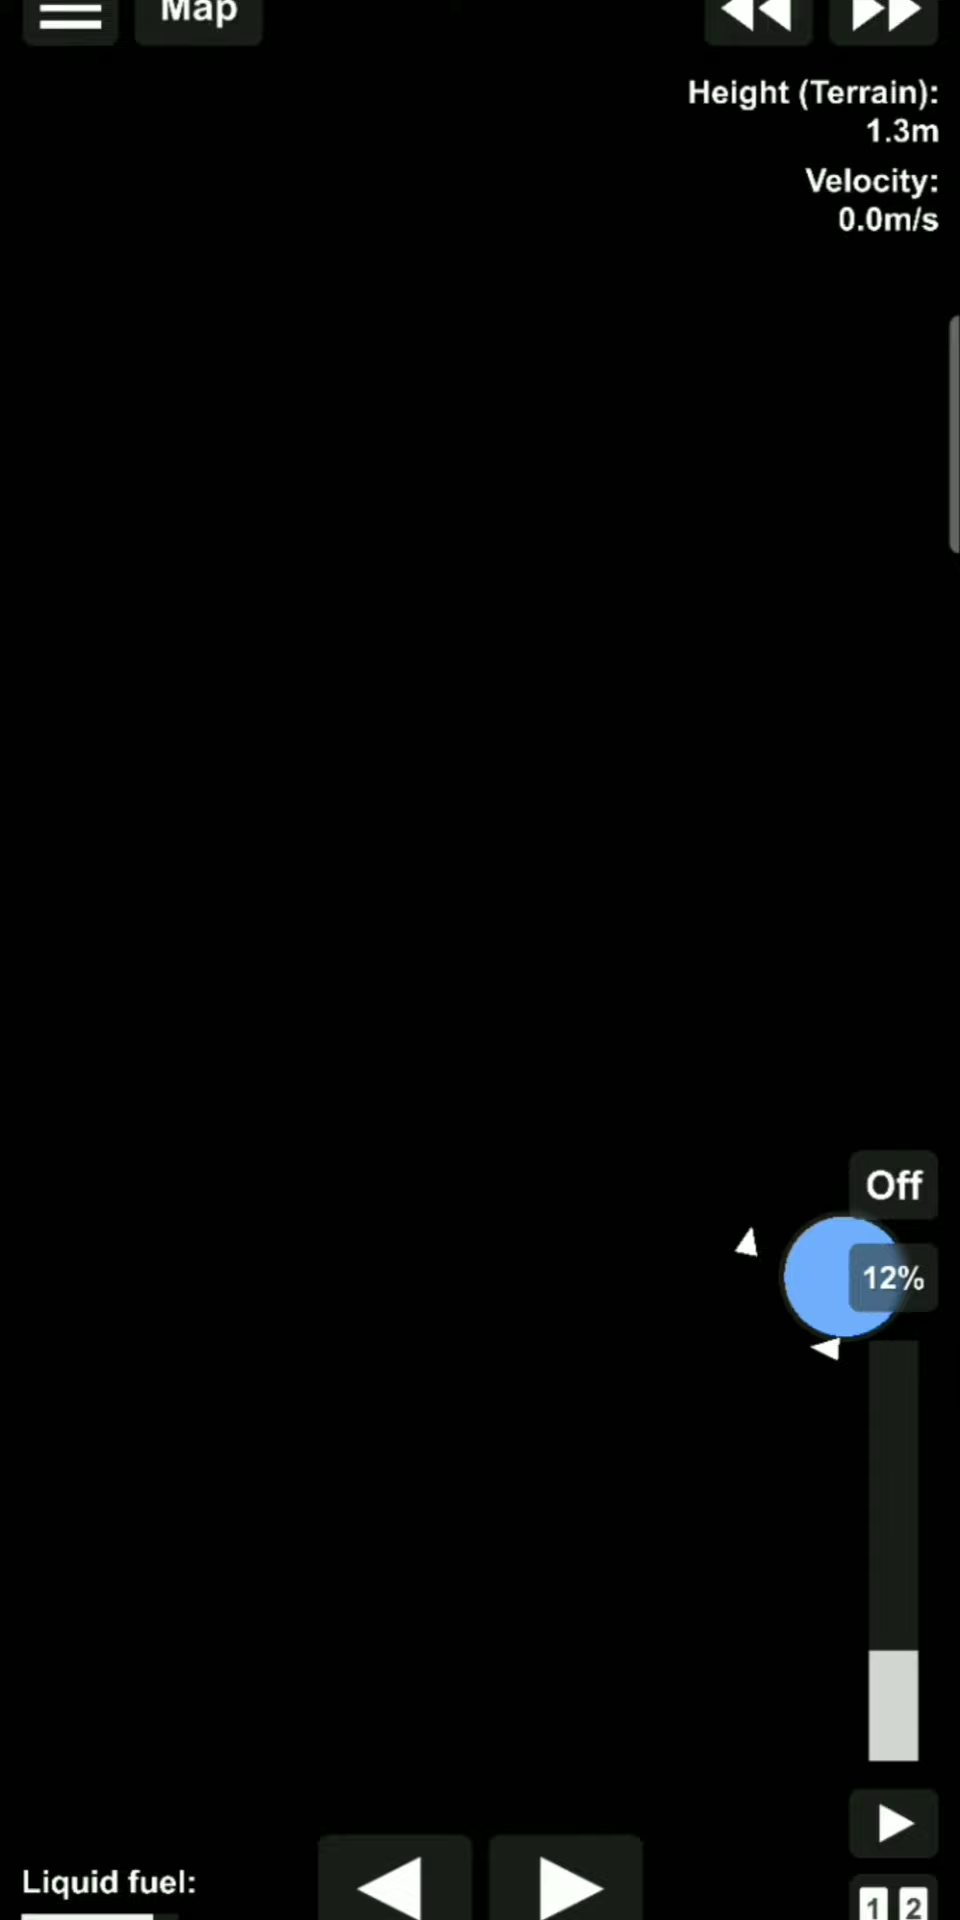 Map
Height (Terrain):
1.3m
Velocity:
0.0m/s
Off
12%
Liquid fuel:
1 2